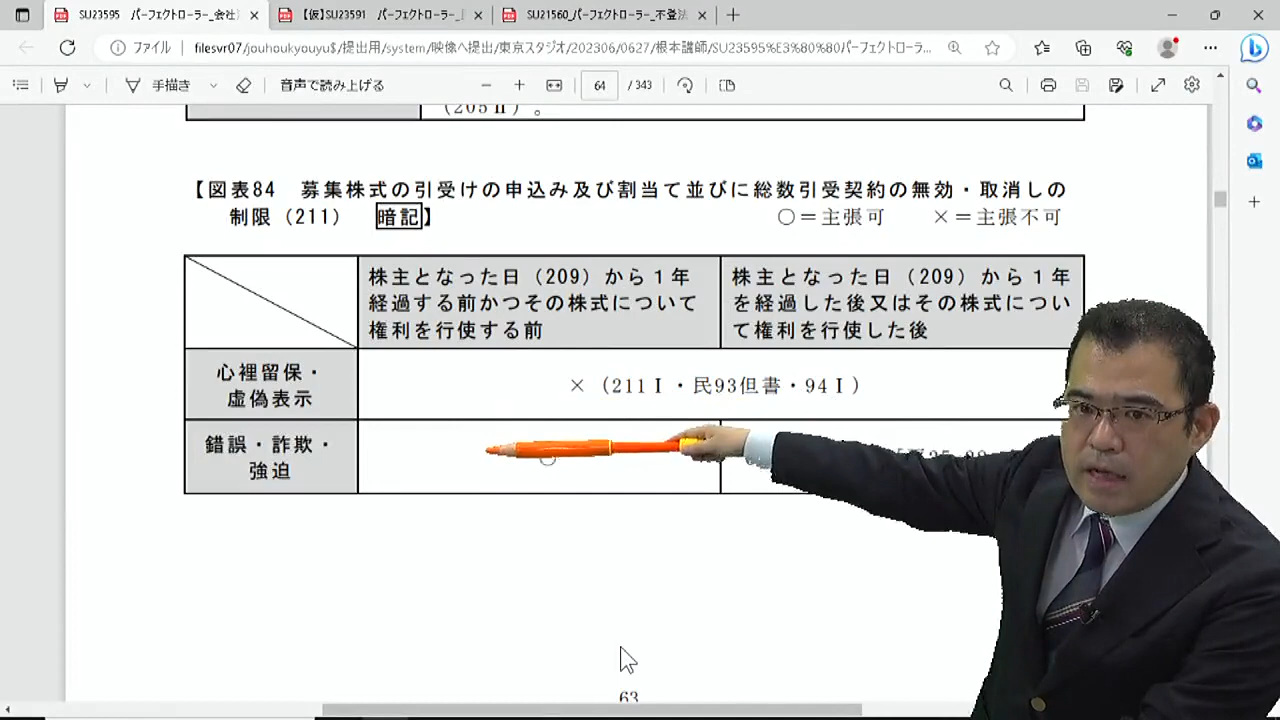 SU23595 パーフェクトローラー_会社
【仮】SU23591 パーフェクトローラー_
SU21560_パーフェクトローラー_不登法
ファイル
filesvr07/jouhoukyouyu$/提出用/system/映像へ提出/東京スタジオ/202306/0627/根本講師/SU23595%E3%80%80パーフェクトローラ...
手描き
音声で読み上げる
64
/343
(205Ⅱ)。
【図表84 募集株式の引受けの申込み及び割当て並びに総数引受契約の無効・取消しの
制限(211) 暗記】
○=主張可 ×=主張不可
株主となった日(209)から1年
経過する前かつその株式について
権利を行使する前
株主となった日(209)から1年
を経過した後又はその株式につい
て権利を行使した後
心裡留保・
虚偽表示
×(211Ⅰ・民93但書・94Ⅰ)
錯誤・詐欺・
強迫
○
63